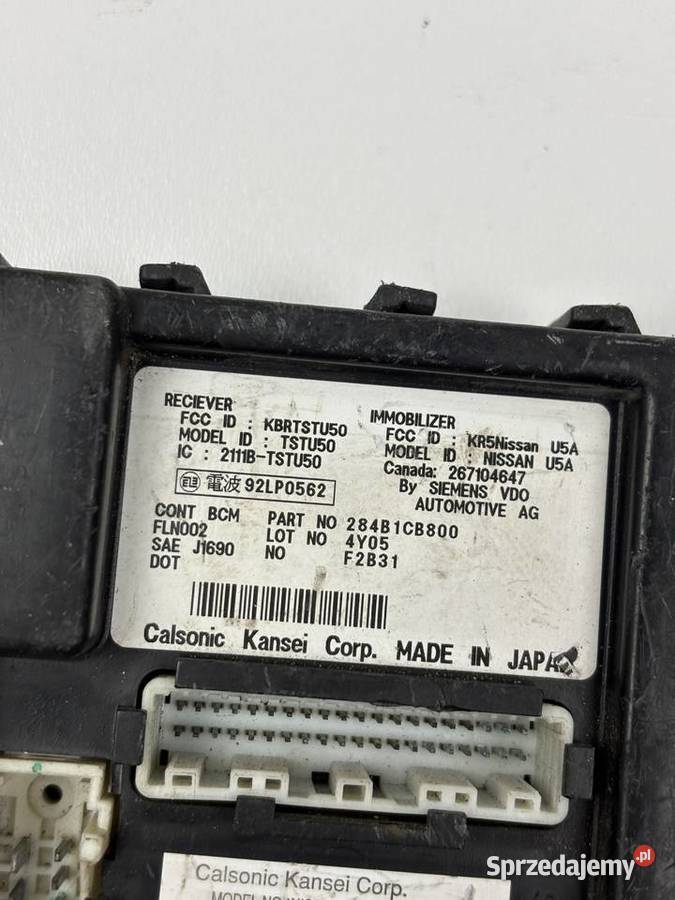 RECIEVER
FCC ID : KBRTSTU50
MODEL ID : TSTU50
IC : 2111B-TSTU50
電波 92LP0562
IMMOBILIZER
FCC ID : KR5Nissan U5A
MODEL ID : NISSAN U5A
Canada: 267104647
By SIEMENS VDO
AUTOMOTIVE AG
CONT BCM PART NO 284B1CB800
FLN002 LOT NO 4Y05
SAE J1690 NO F2B31
DOT
Calsonic Kansei Corp. MADE IN JAPAN
Calsonic Kansei Corp.
Sprzedajemy.pl